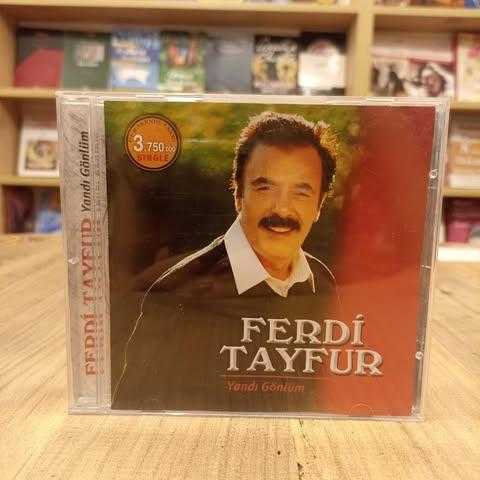 3.750.000
SINGLE
FERDİ
TAYFUR
Yandı Gönlüm
FERDİ TAYFUR Yandı Gönlüm